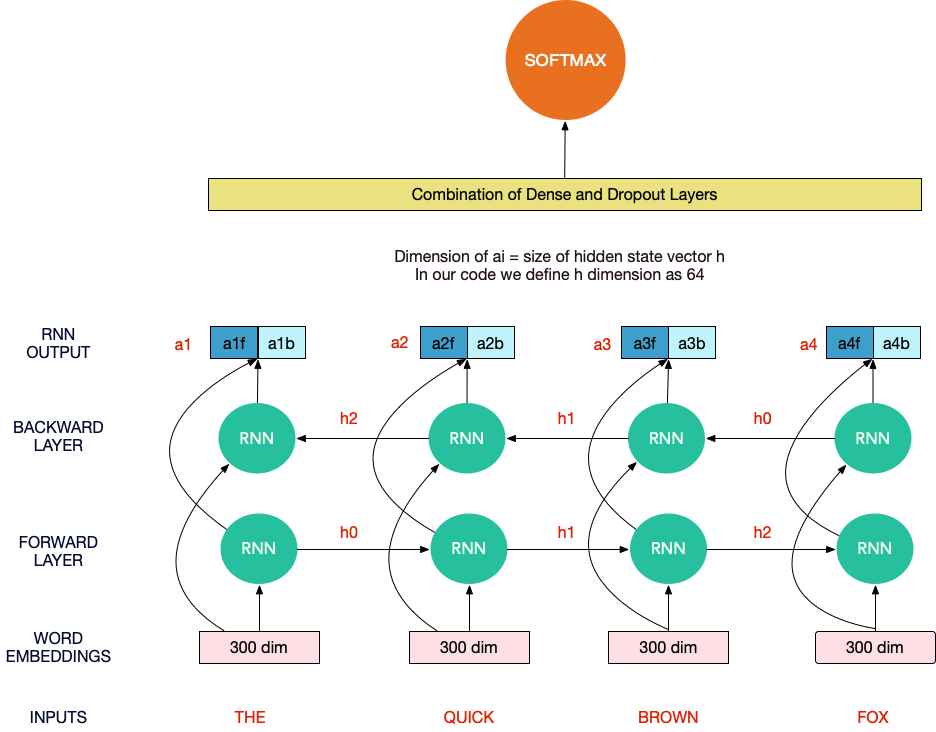 SOFTMAX
Combination of Dense and Dropout Layers
Dimension of ai = size of hidden state vector h
In our code we define h dimension as 64
RNN
OUTPUT
a1 a1f a1b a2 a2f a2b a3 a3f a3b a4 a4f a4b
BACKWARD
LAYER
RNN h2 RNN h1 RNN h0 RNN
FORWARD
LAYER
RNN h0 RNN h1 RNN h2 RNN
WORD
EMBEDDINGS
300 dim 300 dim 300 dim 300 dim
INPUTS THE QUICK BROWN FOX